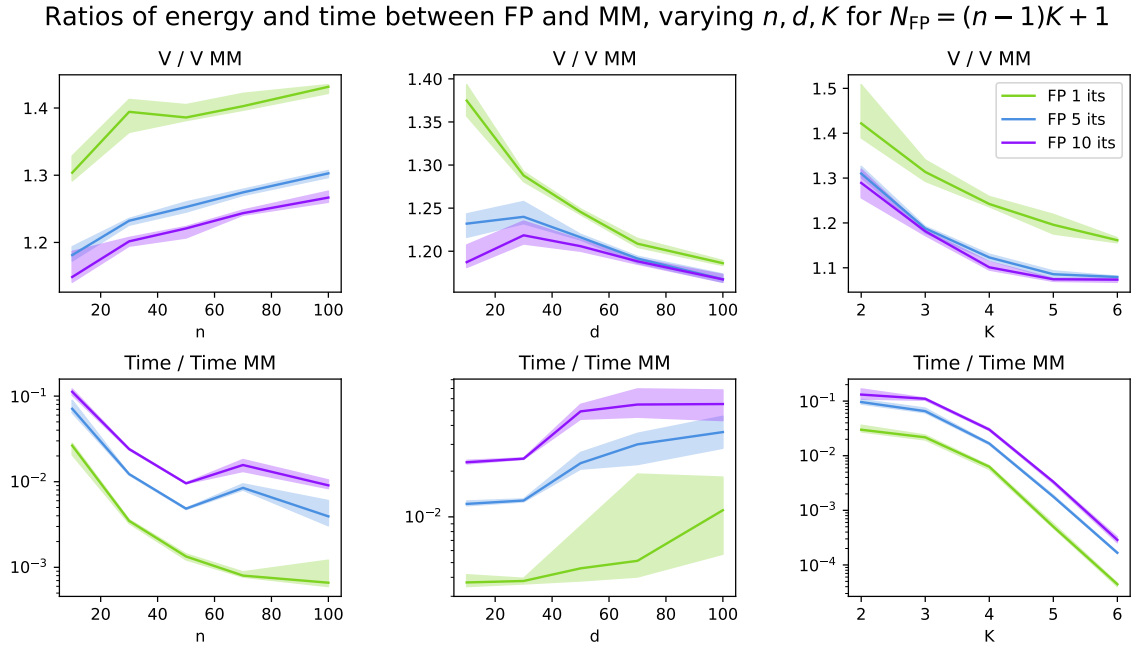 Ratios of energy and time between FP and MM, varying n, d, K for N_FP = (n − 1)K + 1
V / V MM
V / V MM
V / V MM
1.4
1.3
1.2
20 40 60 80 100
n
1.40
1.35
1.30
1.25
1.20
20 40 60 80 100
d
1.5
1.4
1.3
1.2
1.1
2 3 4 5 6
K
FP 1 its
FP 5 its
FP 10 its
Time / Time MM
Time / Time MM
Time / Time MM
10⁻¹
10⁻²
10⁻³
20 40 60 80 100
n
10⁻²
20 40 60 80 100
d
10⁻¹
10⁻²
10⁻³
10⁻⁴
2 3 4 5 6
K